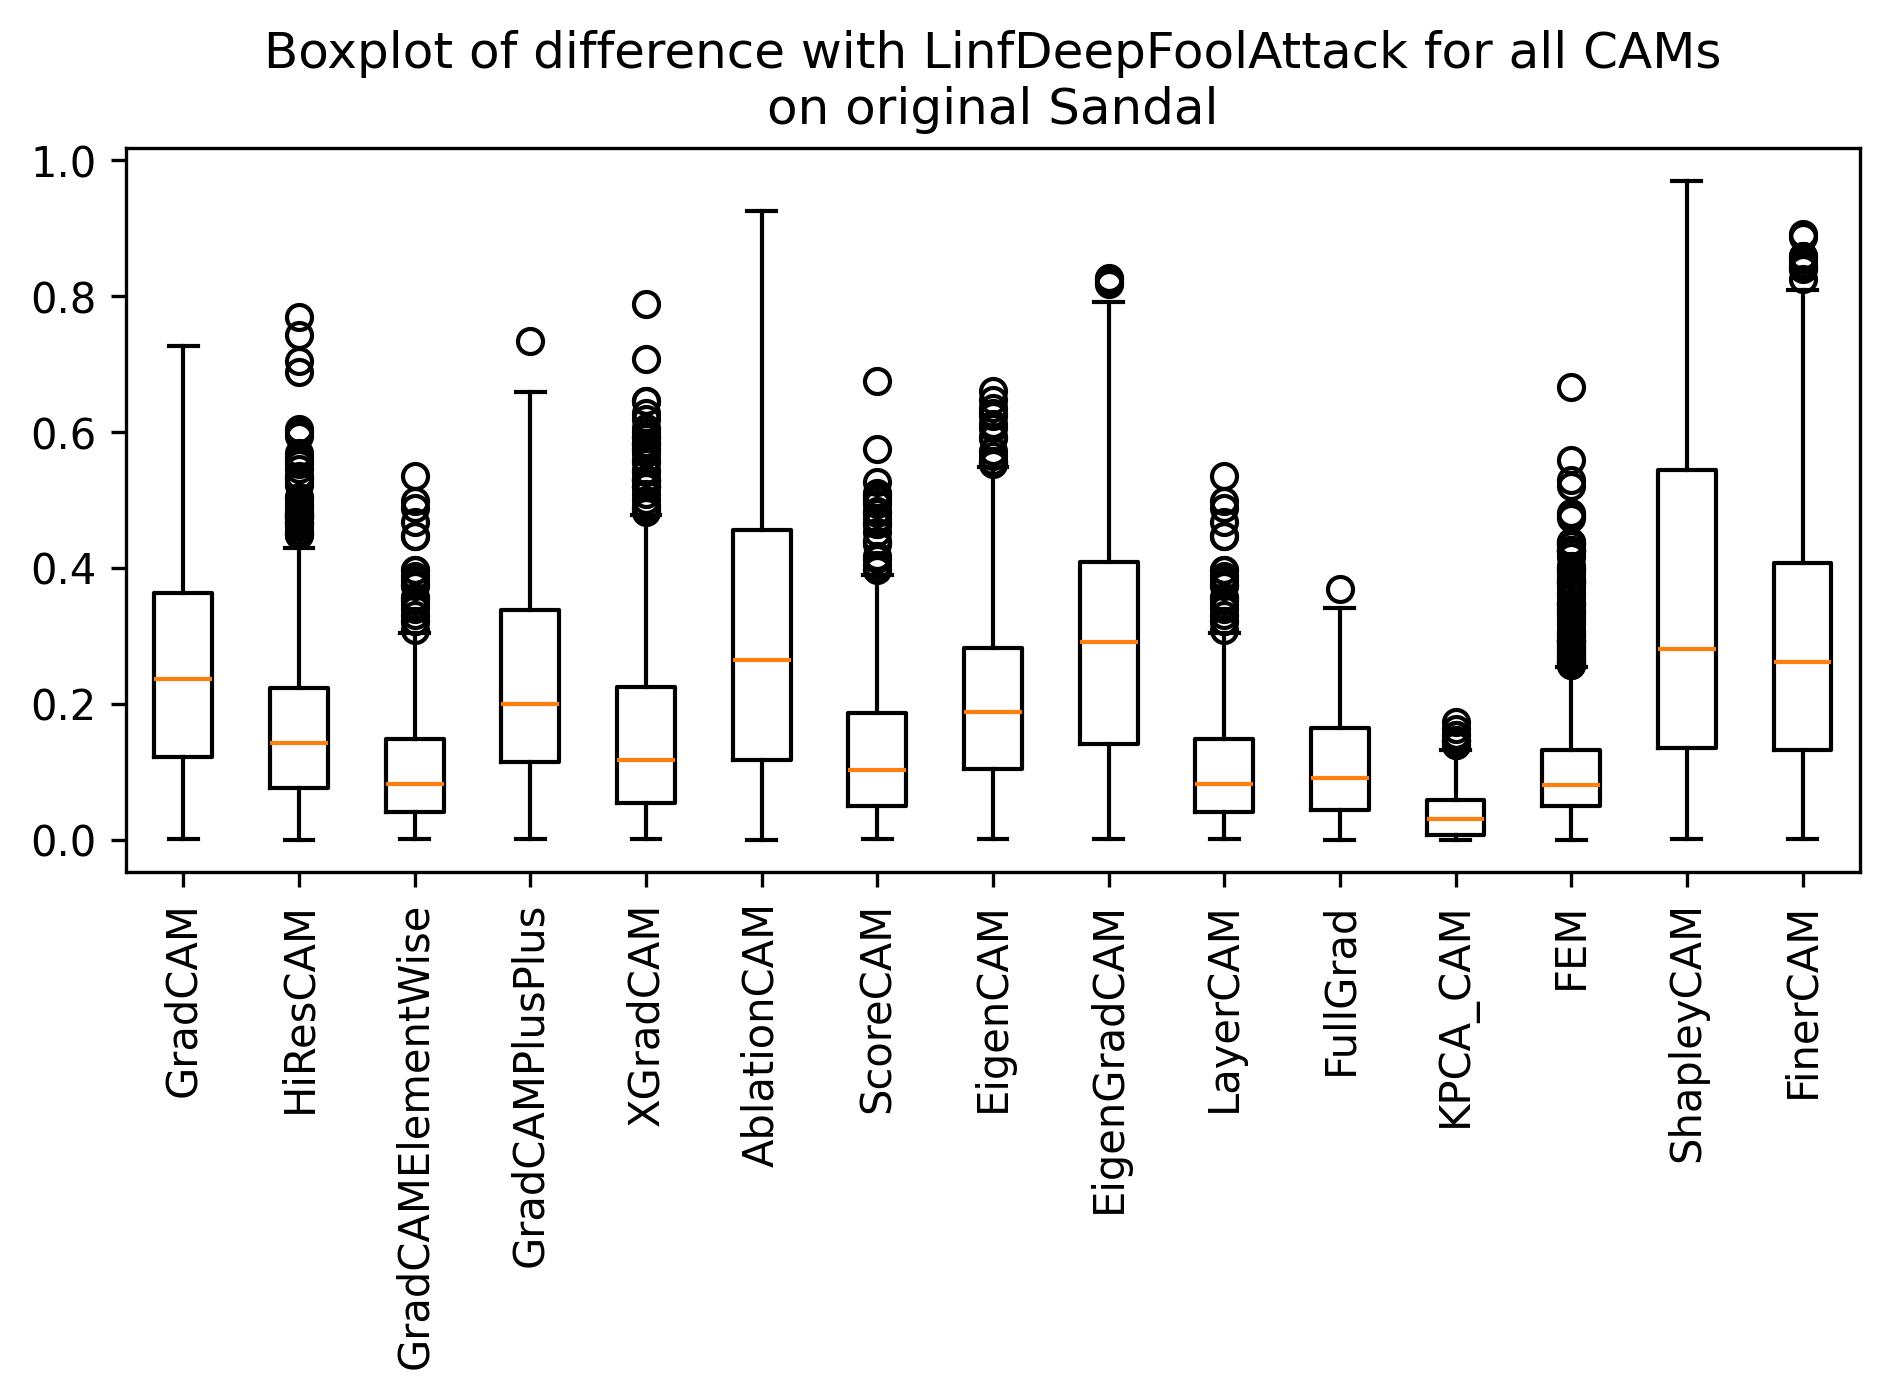 Boxplot of difference with LinfDeepFoolAttack for all CAMs
on original Sandal
1.0
0.8
0.6
0.4
0.2
0.0
GradCAM
HiResCAM
GradCAMElementWise
GradCAMPlusPlus
XGradCAM
AblationCAM
ScoreCAM
EigenCAM
EigenGradCAM
LayerCAM
FullGrad
KPCA_CAM
FEM
ShapleyCAM
FinerCAM